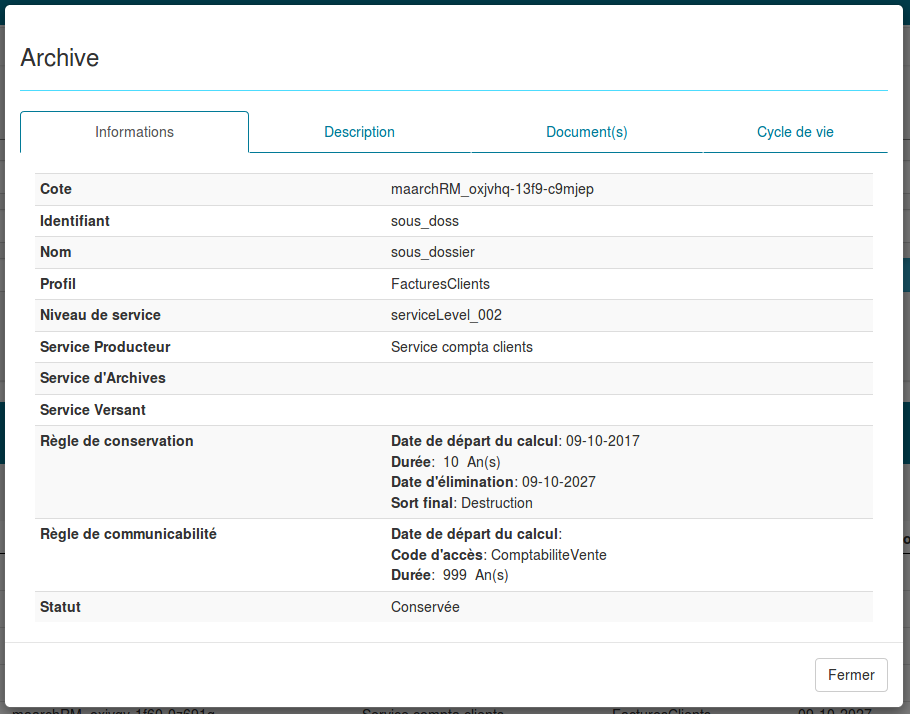 Archive
Informations Description Document(s) Cycle de vie
Cote maarchRM_oxjvhq-13f9-c9mjep
Identifiant sous_doss
Nom sous_dossier
Profil FacturesClients
Niveau de service serviceLevel_002
Service Producteur Service compta clients
Service d'Archives
Service Versant
Règle de conservation Date de départ du calcul: 09-10-2017
Durée: 10 An(s)
Date d'élimination: 09-10-2027
Sort final: Destruction
Règle de communicabilité Date de départ du calcul:
Code d'accès: ComptabiliteVente
Durée: 999 An(s)
Statut Conservée
Fermer